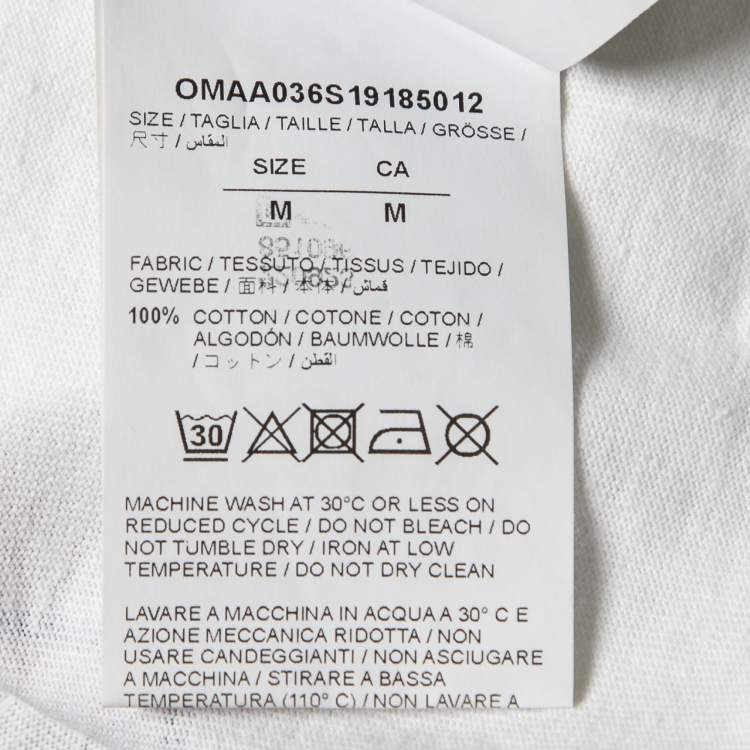 OMAA036S19185012
SIZE / TAGLIA / TAILLE / TALLA / GRÖSSE /
尺寸 / المقاس
SIZE CA
M M
FABRIC / TESSUTO / TISSUS / TEJIDO /
GEWEBE / 面料 / 本体 / قماش
100% COTTON / COTONE / COTON /
ALGODÓN / BAUMWOLLE / 棉
/ コットン / القطن
30
MACHINE WASH AT 30°C OR LESS ON
REDUCED CYCLE / DO NOT BLEACH / DO
NOT TUMBLE DRY / IRON AT LOW
TEMPERATURE / DO NOT DRY CLEAN
LAVARE A MACCHINA IN ACQUA A 30° C E
AZIONE MECCANICA RIDOTTA / NON
USARE CANDEGGIANTI / NON ASCIUGARE
A MACCHINA / STIRARE A BASSA
TEMPERATURA (110° C) / NON LAVARE A